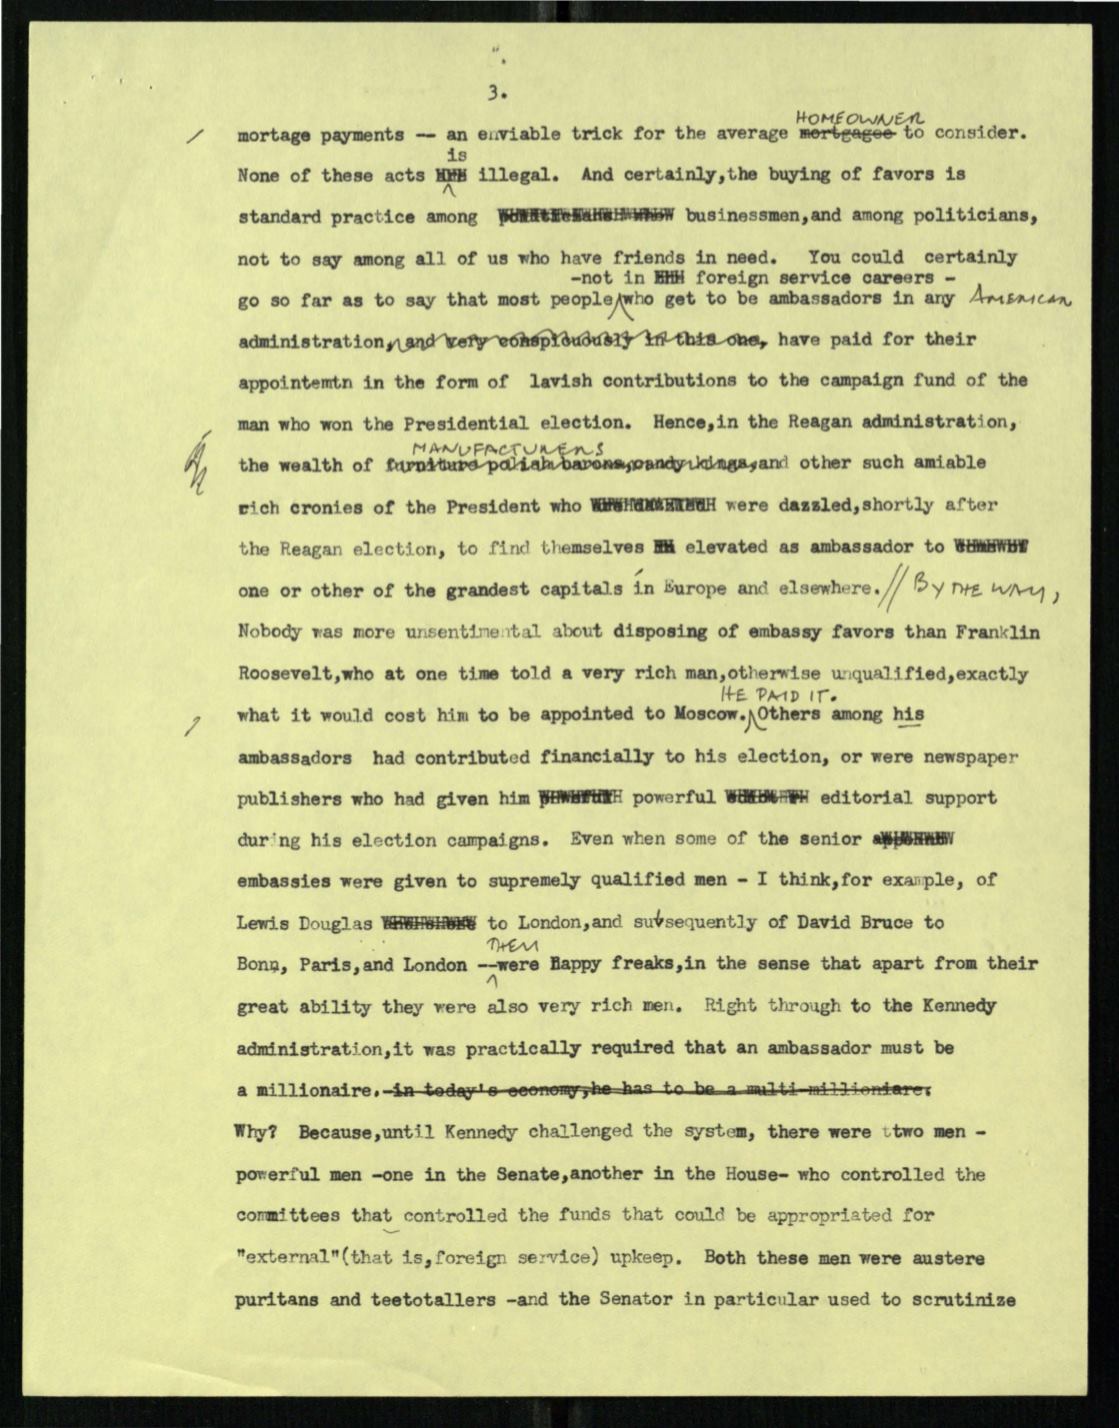 3.
HOMEOWNER
mortage payments -- an enviable trick for the average mortgagee to consider.
is
None of these acts illegal. And certainly,the buying of favors is
standard practice among businessmen,and among politicians,
not to say among all of us who have friends in need. You could certainly
-not in foreign service careers -
go so far as to say that most people who get to be ambassadors in any AMERICAN
administration, and very conspicuously in this one, have paid for their
appointemtn in the form of lavish contributions to the campaign fund of the
man who won the Presidential election. Hence,in the Reagan administration,
MANUFACTURERS
the wealth of furniture polish barons,candy kings,and other such amiable
rich cronies of the President who were dazzled,shortly after
the Reagan election, to find themselves elevated as ambassador to
one or other of the grandest capitals in Europe and elsewhere. // BY THE WAY,
Nobody was more unsentimental about disposing of embassy favors than Franklin
Roosevelt,who at one time told a very rich man,otherwise unqualified,exactly
HE PAID IT.
what it would cost him to be appointed to Moscow. Others among his
ambassadors had contributed financially to his election, or were newspaper
publishers who had given him powerful editorial support
during his election campaigns. Even when some of the senior
embassies were given to supremely qualified men - I think,for example, of
Lewis Douglas to London,and subsequently of David Bruce to
THEY
Bonn, Paris,and London --were Happy freaks,in the sense that apart from their
great ability they were also very rich men. Right through to the Kennedy
administration,it was practically required that an ambassador must be
a millionaire. in today's economy,he has to be a multi-millioniare.
Why? Because,until Kennedy challenged the system, there were ttwo men -
powerful men -one in the Senate,another in the House- who controlled the
committees that controlled the funds that could be appropriated for
"external"(that is,foreign service) upkeep. Both these men were austere
puritans and teetotallers -and the Senator in particular used to scrutinize